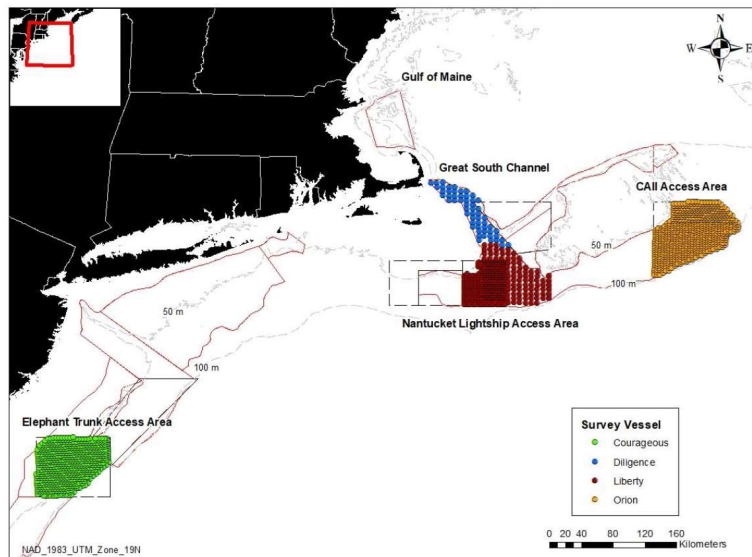 N
W
E
S
Gulf of Maine
Great South Channel
CAII Access Area
50 m
100 m
Nantucket Lightship Access Area
50 m
100 m
Elephant Trunk Access Area
Survey Vessel
Courageous
Diligence
Liberty
Orion
NAD_1983_UTM_Zone_19N
0 20 40 80 120 160
Kilometers